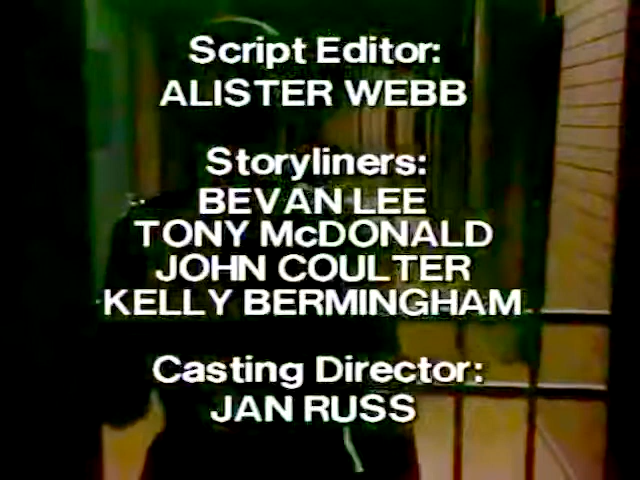 Script Editor:
ALISTER WEBB
Storyliners:
BEVAN LEE
TONY McDONALD
JOHN COULTER
KELLY BERMINGHAM
Casting Director:
JAN RUSS